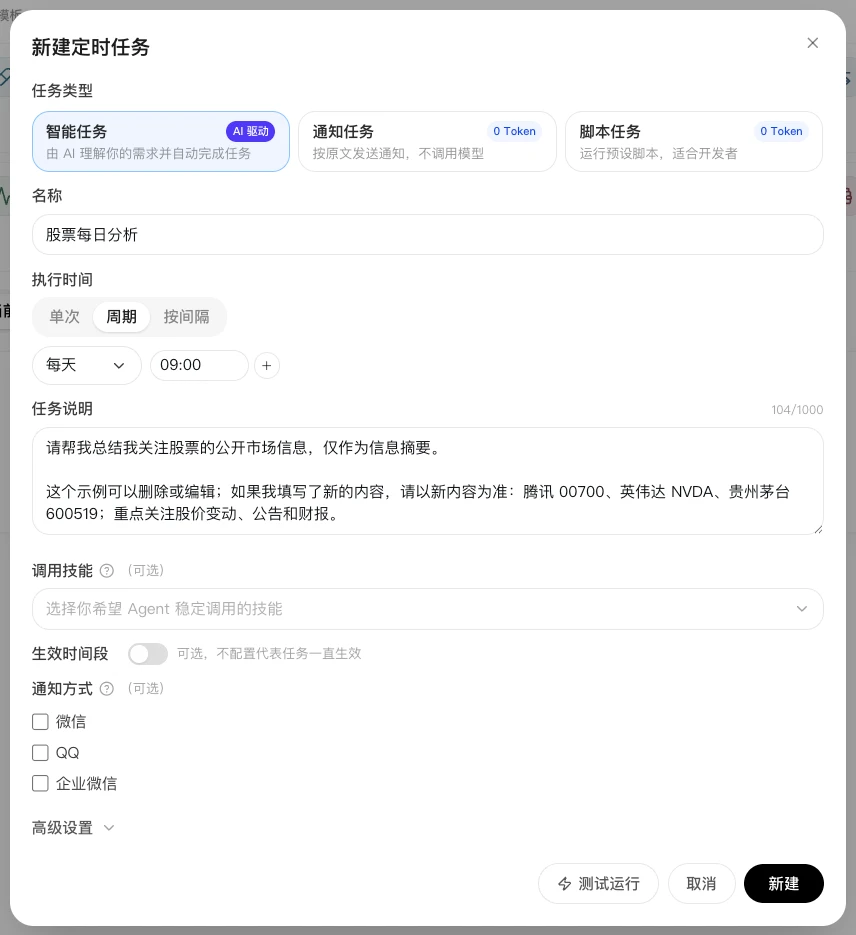 模板
新建定时任务
任务类型
智能任务
AI 驱动
由 AI 理解你的需求并自动完成任务
通知任务
0 Token
按原文发送通知，不调用模型
脚本任务
0 Token
运行预设脚本，适合开发者
名称
股票每日分析
执行时间
单次
周期
按间隔
每天
09:00
任务说明
104/1000
请帮我总结我关注股票的公开市场信息，仅作为信息摘要。
这个示例可以删除或编辑；如果我填写了新的内容，请以新内容为准：腾讯 00700、英伟达 NVDA、贵州茅台
600519；重点关注股价变动、公告和财报。
调用技能
（可选）
选择你希望 Agent 稳定调用的技能
生效时间段
可选，不配置代表任务一直生效
通知方式
（可选）
微信
QQ
企业微信
高级设置
测试运行
取消
新建